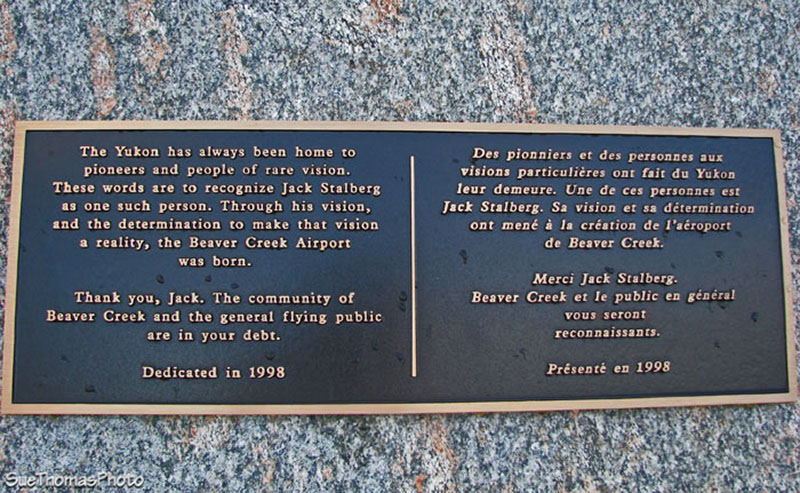 The Yukon has always been home to
pioneers and people of rare vision.
These words are to recognize Jack Stalberg
as one such person. Through his vision,
and the determination to make that vision
a reality, the Beaver Creek Airport
was born.
Thank you, Jack. The community of
Beaver Creek and the general flying public
are in your debt.
Dedicated in 1998
Des pionniers et des personnes aux
visions particulières ont fait du Yukon
leur demeure. Une de ces personnes est
Jack Stalberg. Sa vision et sa détermination
ont mené à la création de l'aéroport
de Beaver Creek.
Merci Jack Stalberg.
Beaver Creek et le public en général
vous seront
reconnaissants.
Présenté en 1998
SueThomasPhoto